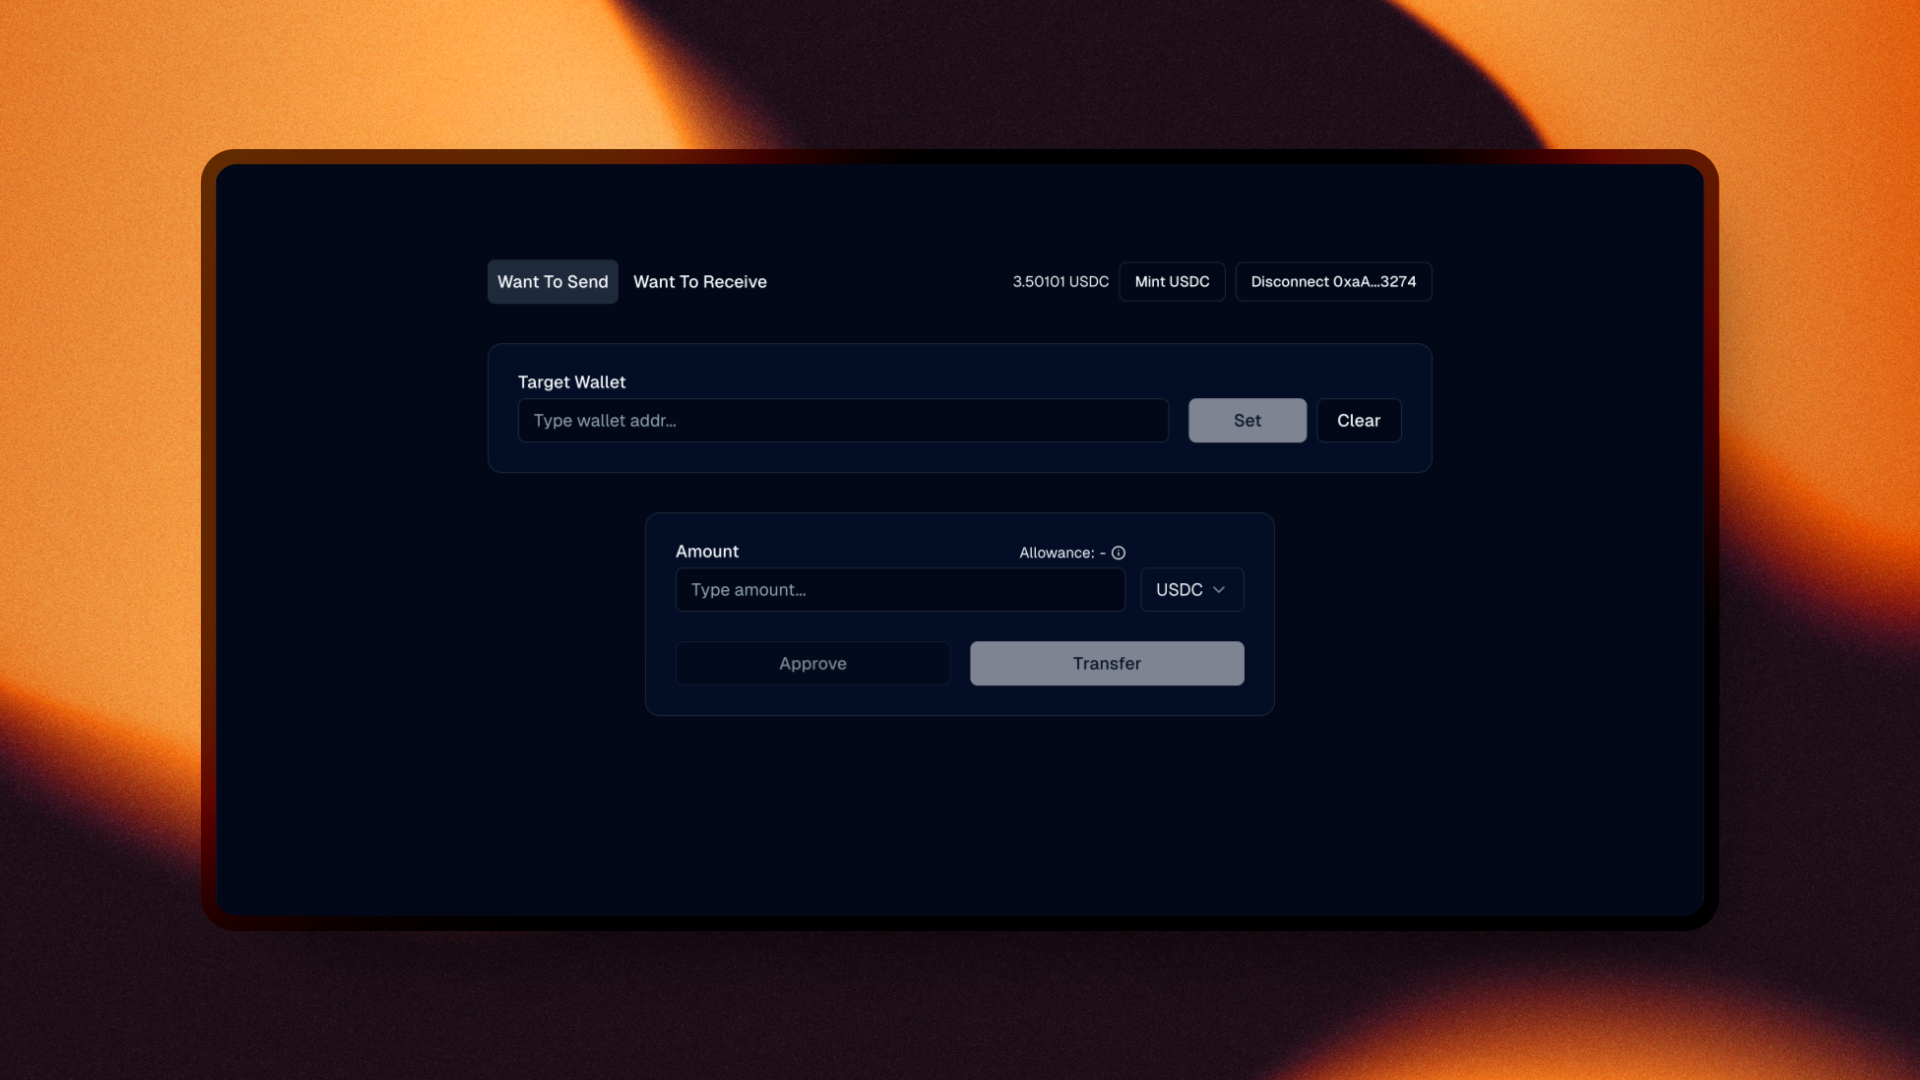 Want To Send Want To Receive 3.50101 USDC Mint USDC Disconnect 0xaA...3274
Target Wallet
Type wallet addr... Set Clear
Amount Allowance: -
Type amount... USDC
Approve Transfer